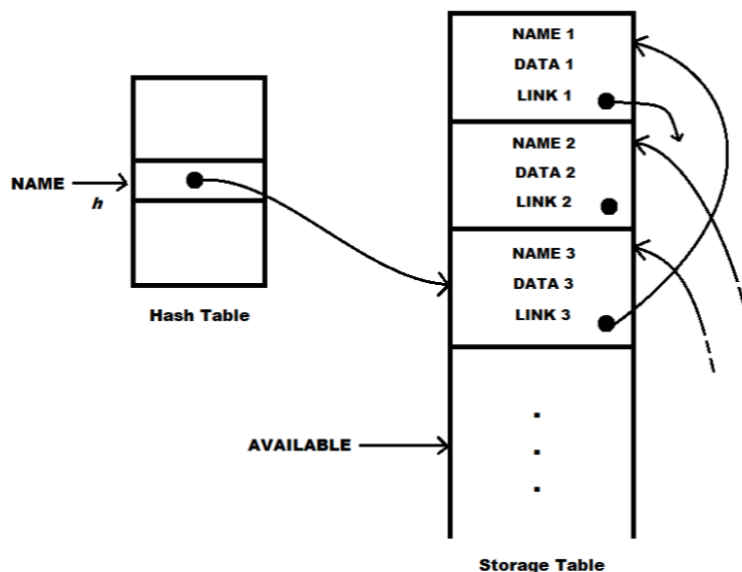 NAME
h
Hash Table
NAME 1
DATA 1
LINK 1
NAME 2
DATA 2
LINK 2
NAME 3
DATA 3
LINK 3
AVAILABLE
Storage Table